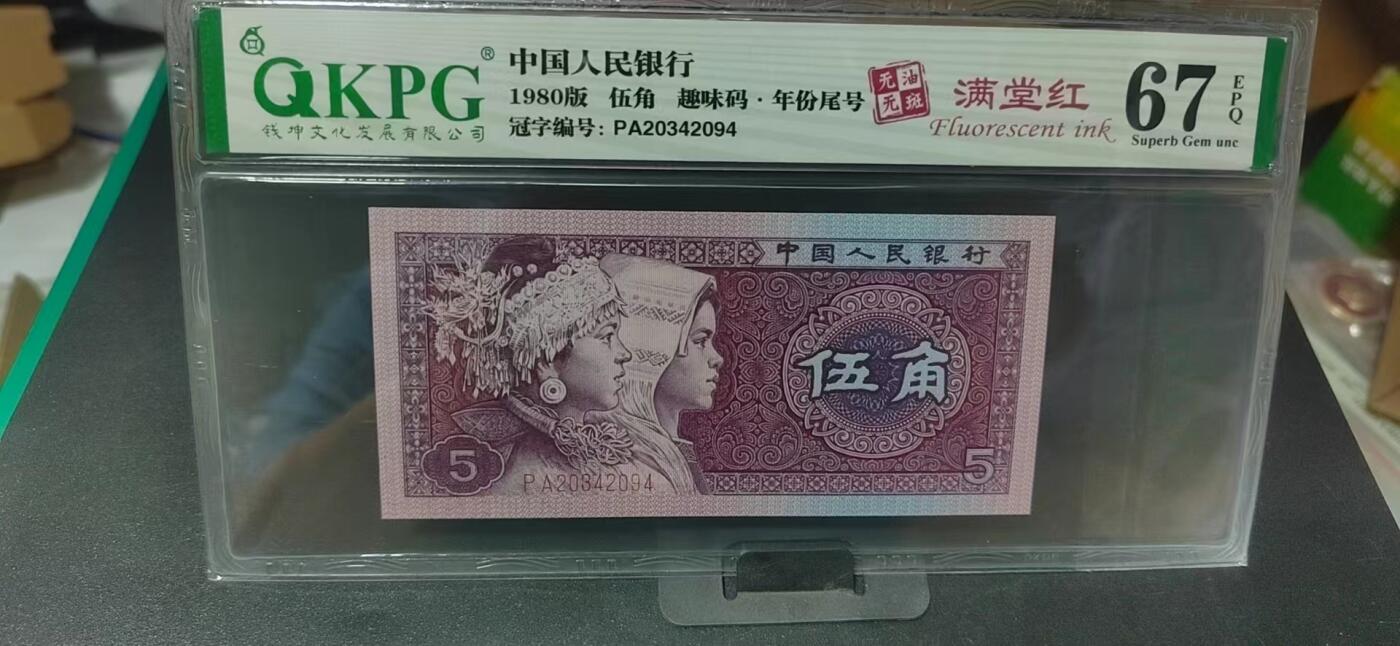 QKPG®
钱坤文化发展有限公司
中国人民银行
1980版 伍角 趣味码·年份尾号
冠字编号: PA20342094
无油
无斑
满堂红
Fluorescent ink
67
EPQ
Superb Gem unc
中国人民银行
伍角
5
PA20342094
5